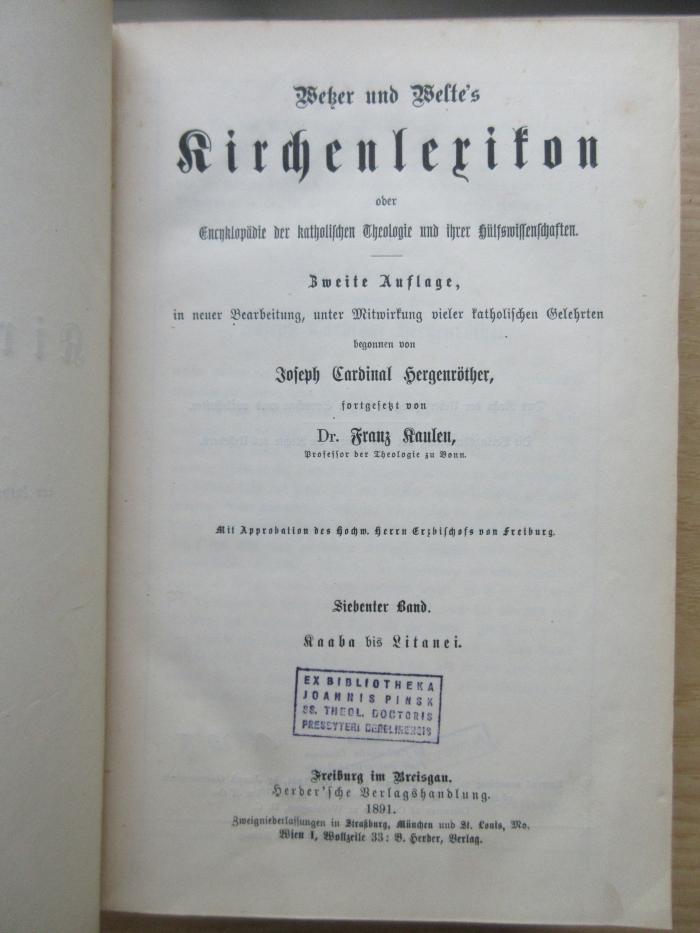 Wetzer und Welte's
Kirchenlexikon
oder
Encyklopädie der katholischen Theologie und ihrer Hülfswissenschaften.
Zweite Auflage,
in neuer Bearbeitung, unter Mitwirkung vieler katholischen Gelehrten
begonnen von
Joseph Cardinal Hergenröther,
fortgesetzt von
Dr. Franz Kaulen,
Professor der Theologie zu Bonn.
Mit Approbation des Hochw. Herrn Erzbischofs von Freiburg.
Siebenter Band.
Kaaba bis Litanei.
EX BIBLIOTHEKA
JOANNIS PINSK
SS. THEOL. DOCTORIS
PRESBYTERI BEROLINENSIS
Freiburg im Breisgau.
Herder'sche Verlagshandlung.
1891.
Zweigniederlassungen in Straßburg, München und St. Louis, Mo.
Wien I, Wollzeile 33: B. Herder, Verlag.